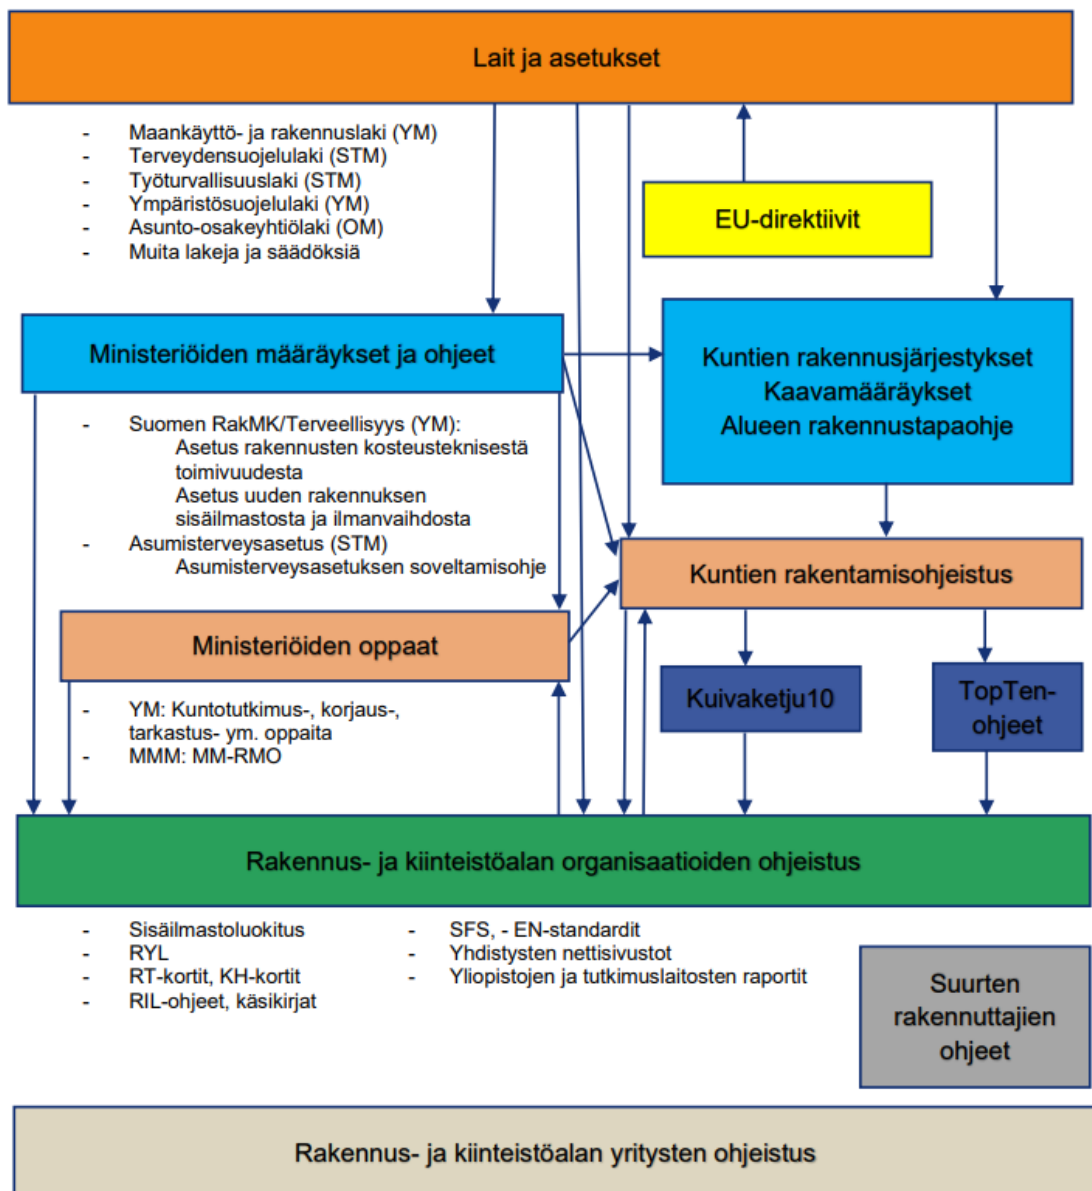 Lait ja asetukset
- Maankäyttö- ja rakennuslaki (YM)
- Terveydensuojelulaki (STM)
- Työturvallisuuslaki (STM)
- Ympäristösuojelulaki (YM)
- Asunto-osakeyhtiölaki (OM)
- Muita lakeja ja säädöksiä
EU-direktiivit
Ministeriöiden määräykset ja ohjeet
Kuntien rakennusjärjestykset
Kaavamääräykset
Alueen rakennustapaohje
- Suomen RakMK/Terveellisyys (YM):
Asetus rakennusten kosteusteknisestä
toimivuudesta
Asetus uuden rakennuksen
sisäilmastosta ja ilmanvaihdosta
- Asumisterveysasetus (STM)
Asumisterveysasetuksen soveltamisohje
Kuntien rakentamisohjeistus
Ministeriöiden oppaat
- YM: Kuntotutkimus-, korjaus-,
tarkastus- ym. oppaita
- MMM: MM-RMO
Kuivaketju10
TopTen-
ohjeet
Rakennus- ja kiinteistöalan organisaatioiden ohjeistus
- Sisäilmastoluokitus
- RYL
- RT-kortit, KH-kortit
- RIL-ohjeet, käsikirjat
- SFS, - EN-standardit
- Yhdistysten nettisivustot
- Yliopistojen ja tutkimuslaitosten raportit
Suurten
rakennuttajien
ohjeet
Rakennus- ja kiinteistöalan yritysten ohjeistus